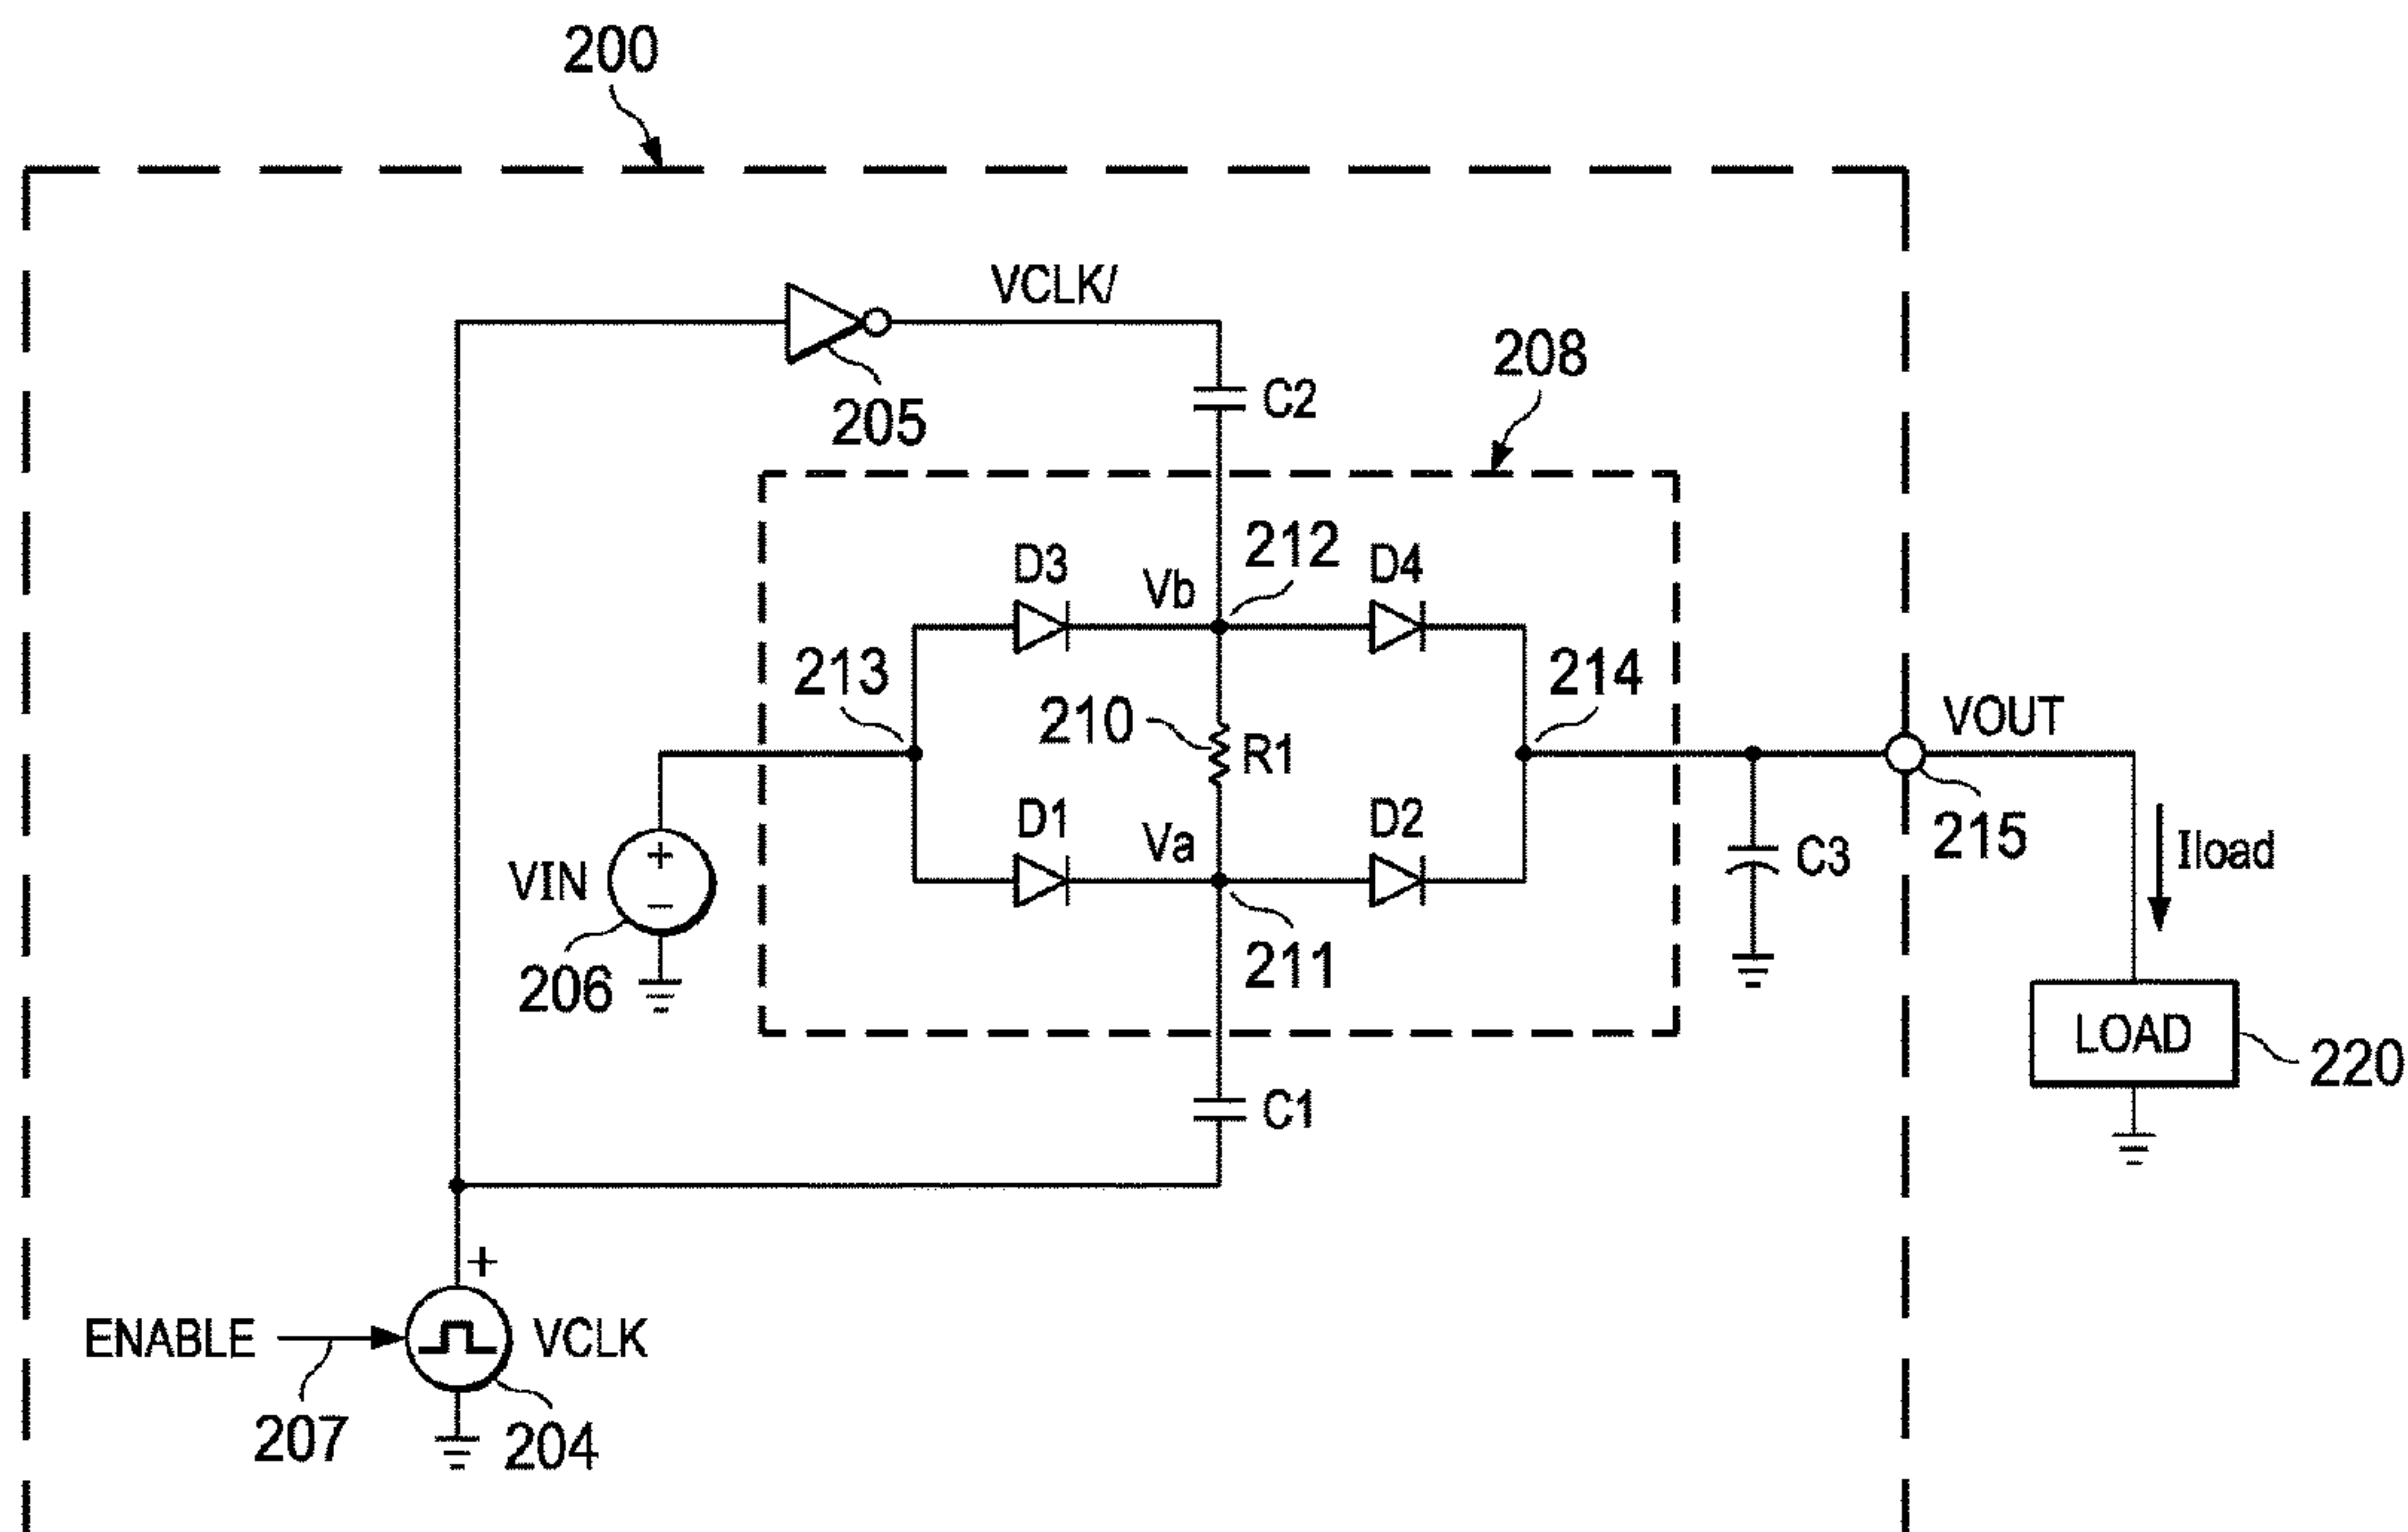 200
VCLK/
205
C2
208
212
D3
Vb
D4
213
214
210
R1
VOUT
D1
Va
D2
215
VIN
+
−
C3
Iload
206
211
LOAD
220
C1
+
ENABLE
VCLK
207
204